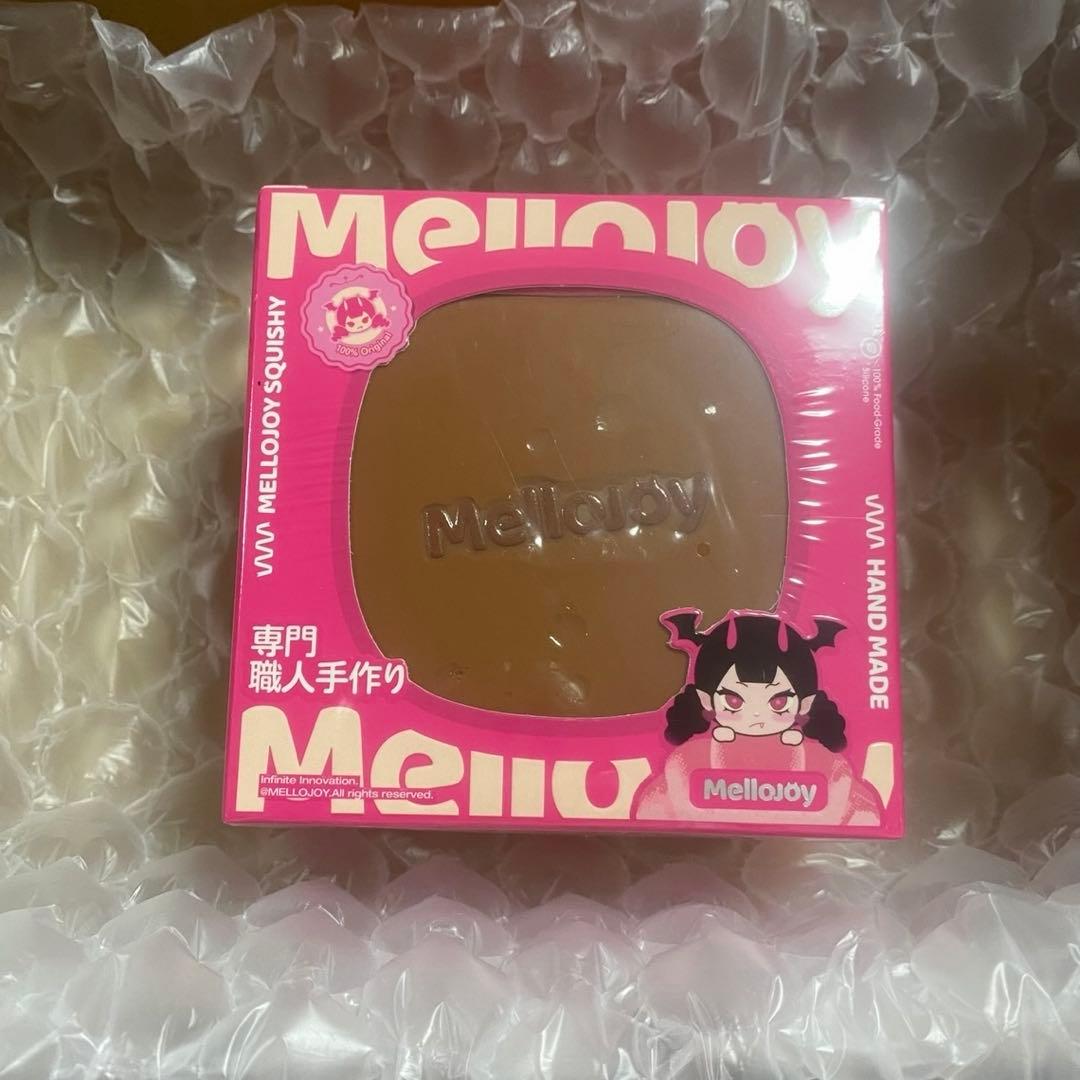 Mellojoy
100% Original
MELLOJOY SQUISHY
100% Food-Grade
Silicone
Mellojoy
HAND MADE
専門
職人手作り
Infinite Innovation.
@MELLOJOY.All rights reserved.
Mellojoy